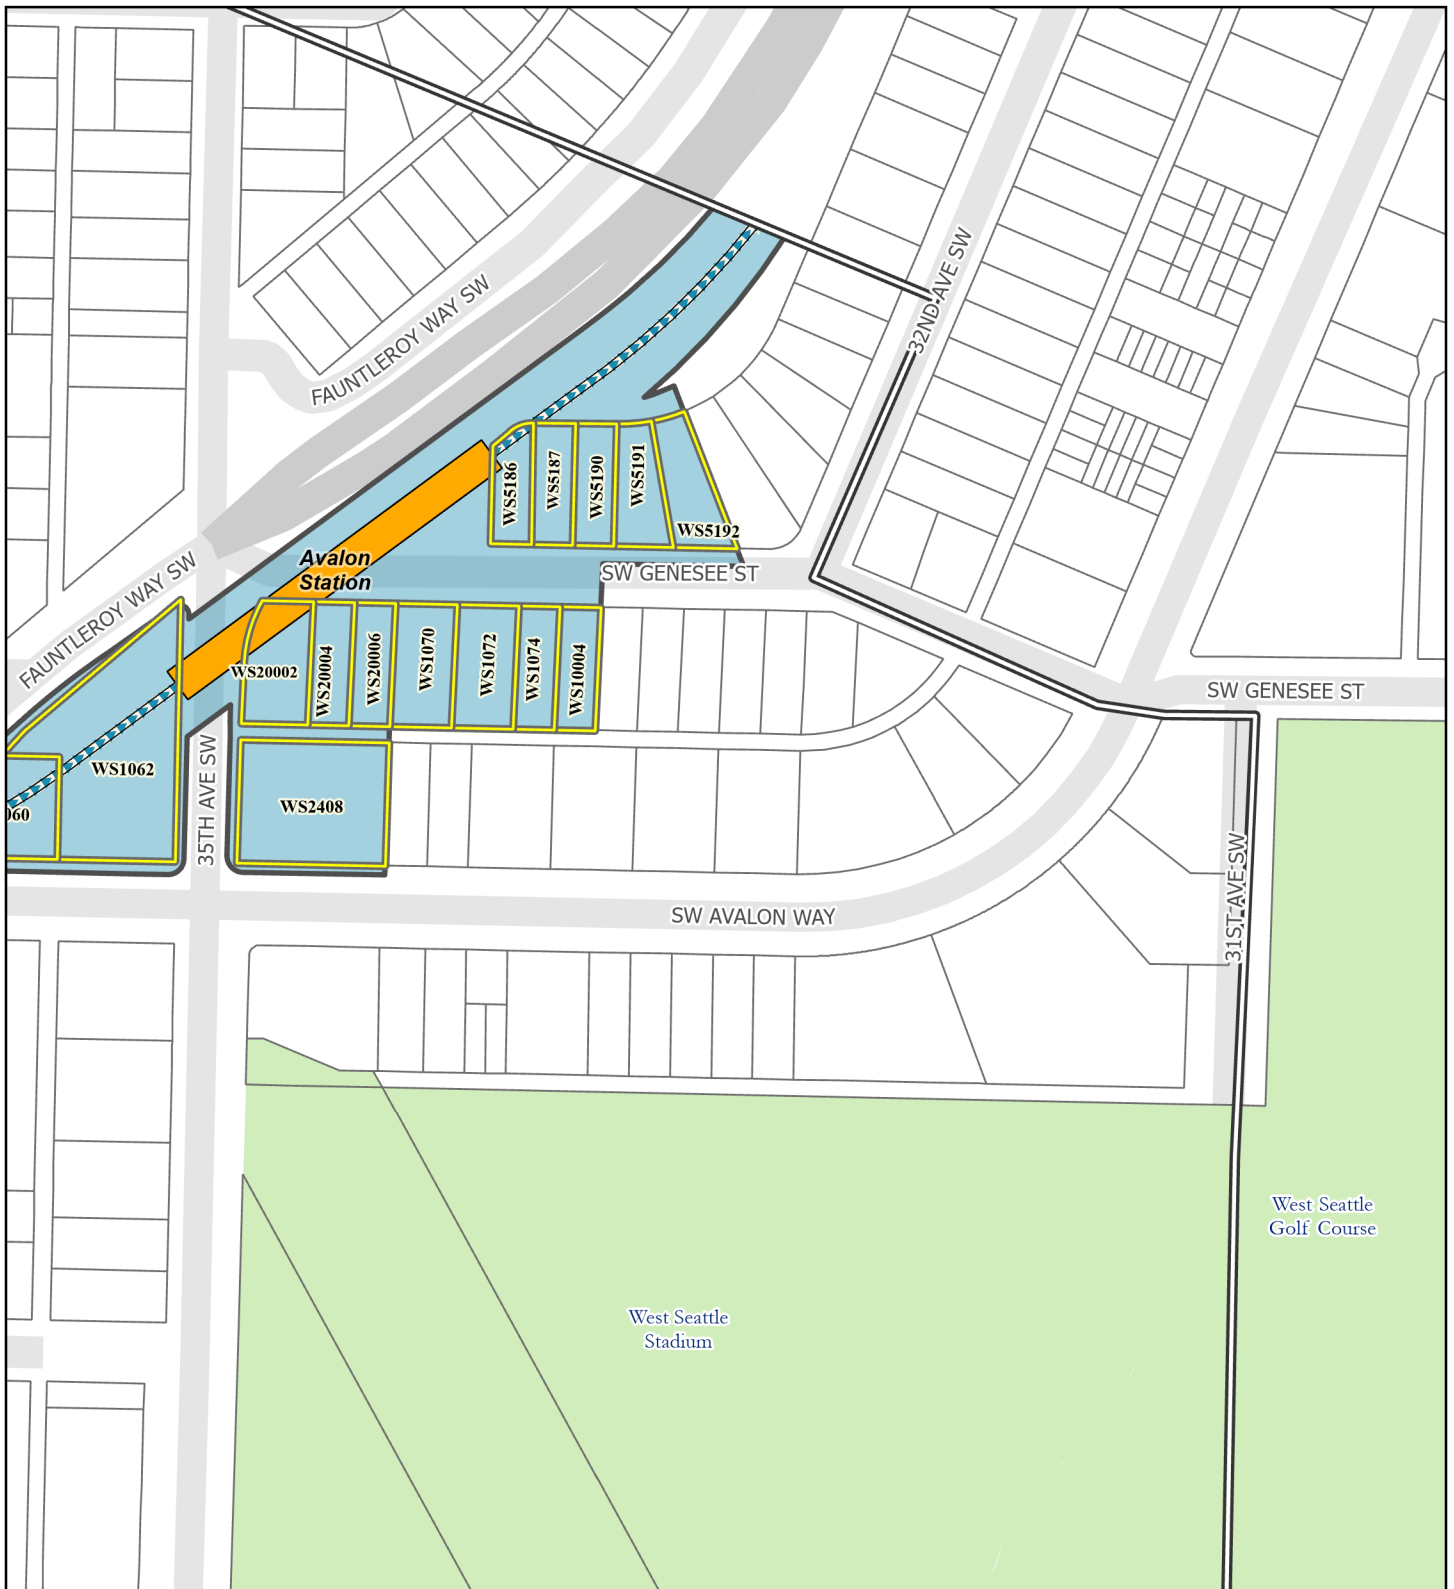 32ND AVE SW
FAUNTLEROY WAY SW
WS5186
WS5187
WS5190
WS5191
WS5192
Avalon
Station
SW GENESEE ST
FAUNTLEROY WAY SW
WS20002
WS20004
WS20006
WS1070
WS1072
WS1074
WS10004
SW GENESEE ST
WS1062
060
35TH AVE SW
WS2408
31ST AVE SW
SW AVALON WAY
West Seattle
Golf Course
West Seattle
Stadium